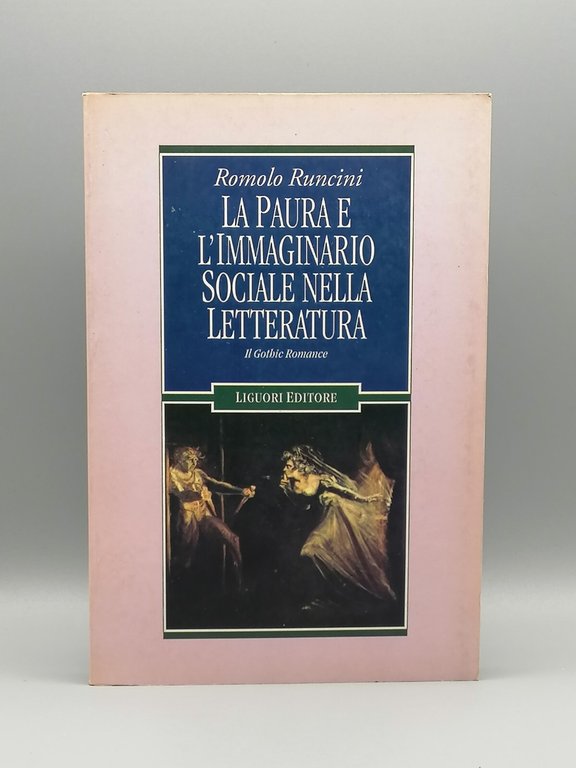 Romolo Runcini
LA PAURA E
L'IMMAGINARIO
SOCIALE NELLA
LETTERATURA
Il Gothic Romance
LIGUORI EDITORE